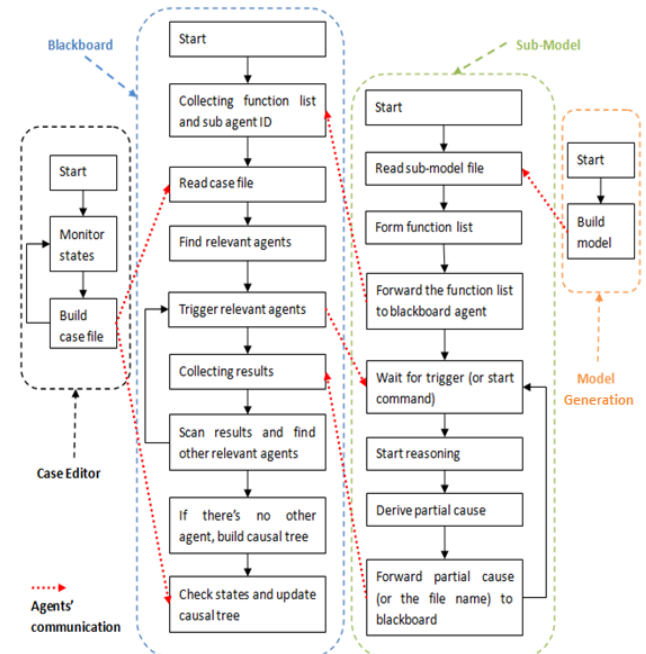 Blackboard
Start
Collecting function list
and sub agent ID
Read case file
Find relevant agents
Trigger relevant agents
Collecting results
Scan results and find
other relevant agents
If there's no other
agent, build causal tree
Check states and update
causal tree
Start
Monitor
states
Build
case file
Case Editor
Agents'
communication
Sub-Model
Start
Read sub-model file
Form function list
Forward the function list
to blackboard agent
Wait for trigger (or start
command)
Start reasoning
Derive partial cause
Forward partial cause
(or the file name) to
blackboard
Start
Build
model
Model
Generation